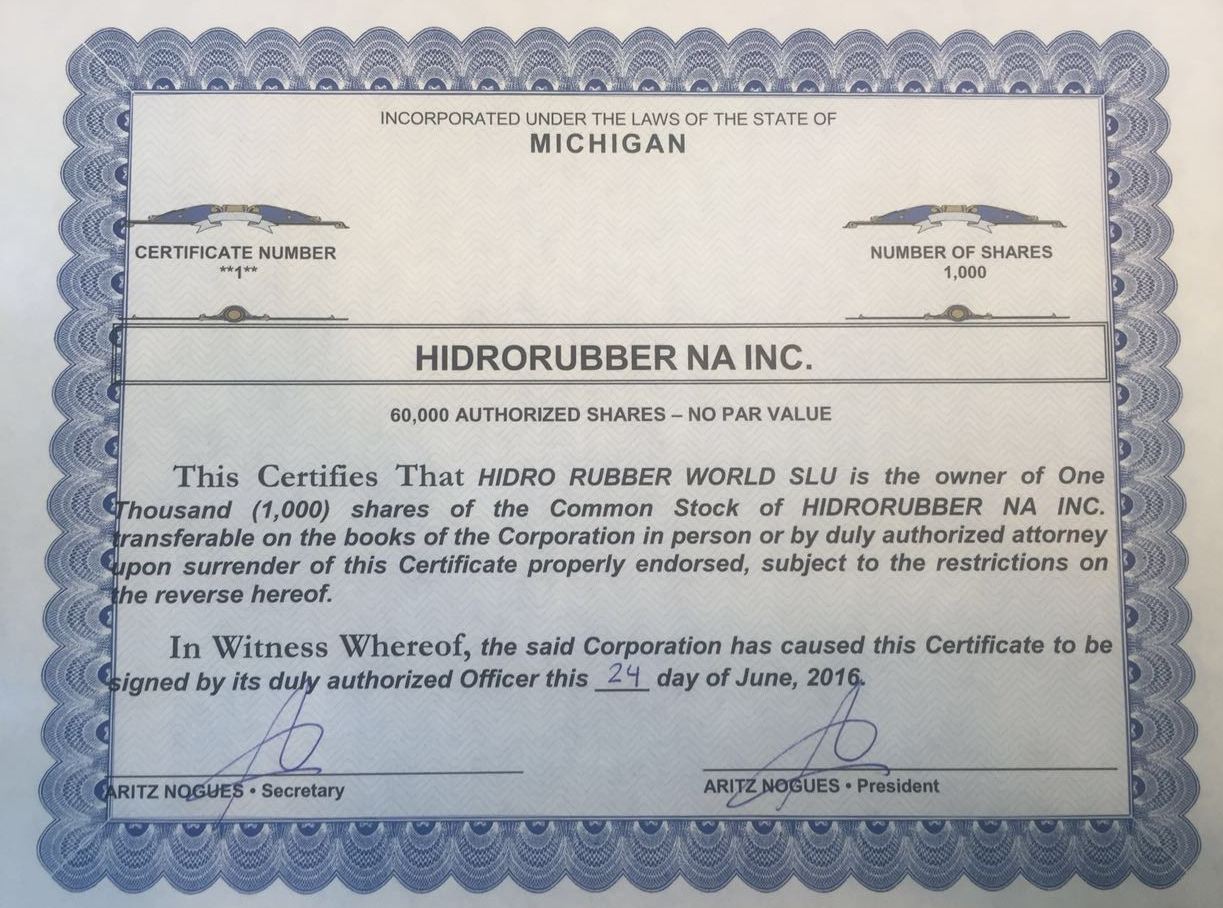 INCORPORATED UNDER THE LAWS OF THE STATE OF
MICHIGAN
CERTIFICATE NUMBER
**1**
NUMBER OF SHARES
1,000
HIDRORUBBER NA INC.
60,000 AUTHORIZED SHARES – NO PAR VALUE
This Certifies That HIDRO RUBBER WORLD SLU is the owner of One
Thousand (1,000) shares of the Common Stock of HIDRORUBBER NA INC.
transferable on the books of the Corporation in person or by duly authorized attorney
upon surrender of this Certificate properly endorsed, subject to the restrictions on
the reverse hereof.
In Witness Whereof, the said Corporation has caused this Certificate to be
signed by its duly authorized Officer this 24 day of June, 2016.
ARITZ NOGUES • Secretary
ARITZ NOGUES • President